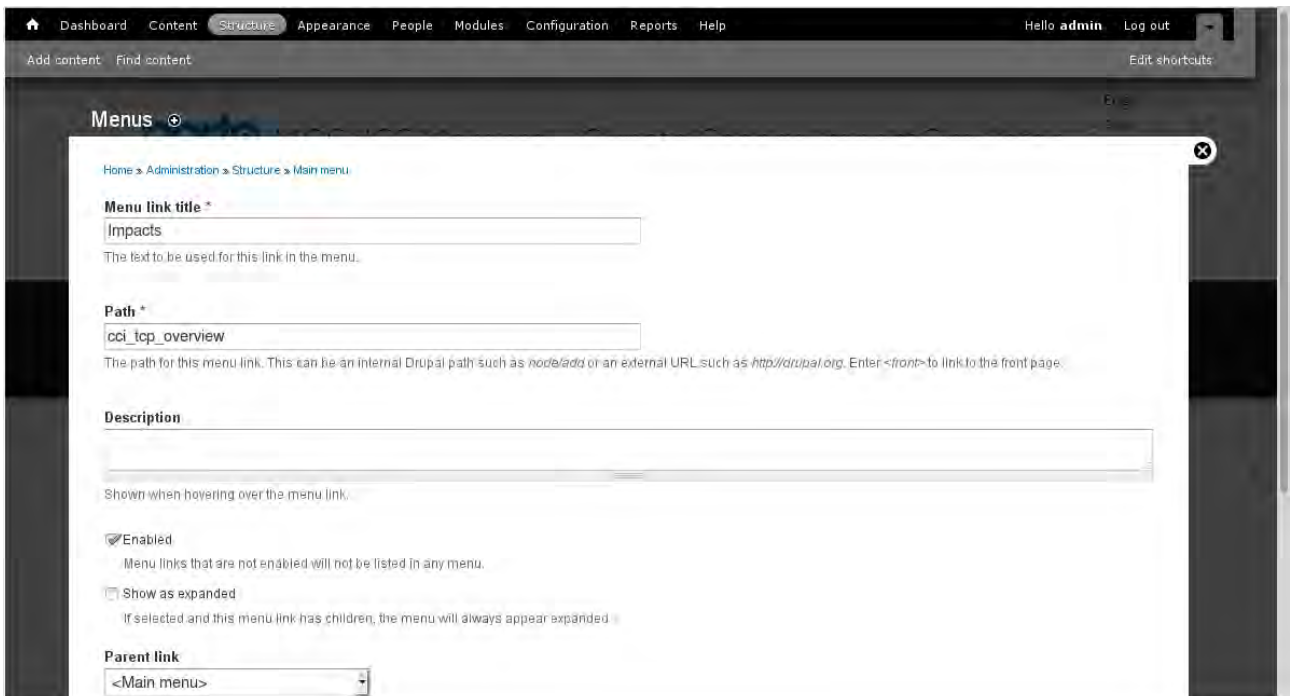 Dashboard Content Structure Appearance People Modules Configuration Reports Help Hello admin Log out
Add content Find content Edit shortcuts
Menus
Home » Administration » Structure » Main menu
Menu link title *
Impacts
The text to be used for this link in the menu.
Path *
cci_tcp_overview
The path for this menu link. This can be an internal Drupal path such as node/add or an external URL such as http://drupal.org. Enter <front> to link to the front page.
Description
Shown when hovering over the menu link.
Enabled
Menu links that are not enabled will not be listed in any menu.
Show as expanded
If selected and this menu link has children, the menu will always appear expanded.
Parent link
<Main menu>